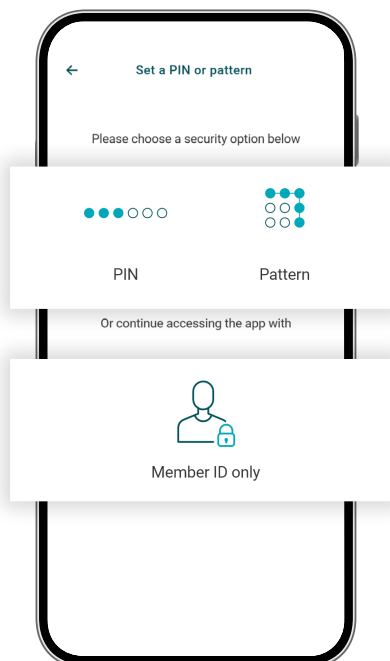 Set a PIN or pattern
Please choose a security option below
PIN
Pattern
Or continue accessing the app with
Member ID only